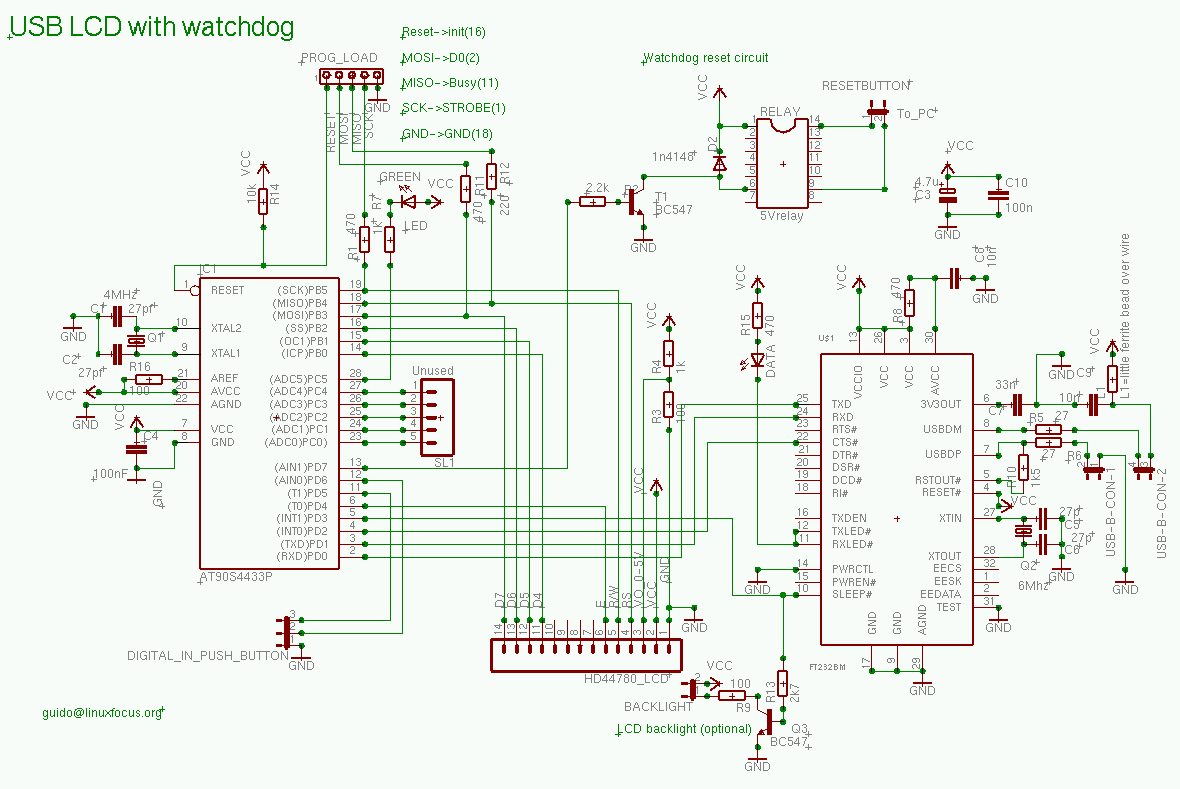 USB LCD with watchdog
Reset->init(16)
MOSI->D0(2)
MISO->Busy(11)
SCK->STROBE(1)
GND->GND(18)
PROG_LOAD
1
GND
RESET
MOSI
MISO
SCK
Watchdog reset circuit
VCC
RELAY
RESETBUTTON
To_PC
1
2
D2
1n4148
1
2
3
4
5
6
7
14
13
12
11
10
9
8
5Vrelay
2.2k
T1
BC547
GND
VCC
4.7u
C3
C10
100n
GND
VCC
10k
R14
GREEN
VCC
LED
R7
1k
R1
470
R11
470
R12
220
IC1
1
RESET
10
XTAL2
9
XTAL1
21
AREF
20
AVCC
22
AGND
7
VCC
8
GND
(SCK)PB5
19
(MISO)PB4
18
(MOSI)PB3
17
(SS)PB2
16
(OC1)PB1
15
(ICP)PB0
14
(ADC5)PC5
28
(ADC4)PC4
27
(ADC3)PC3
26
(ADC2)PC2
25
(ADC1)PC1
24
(ADC0)PC0
23
(AIN1)PD7
13
(AIN0)PD6
12
(T1)PD5
11
(T0)PD4
6
(INT1)PD3
5
(INT0)PD2
4
(TXD)PD1
3
(RXD)PD0
2
AT90S4433P
4MHz
C1
27pf
Q1
GND
C2
27pf
R16
100
VCC
GND
VCC
C4
100nF
GND
Unused
1
2
3
4
5
SL1
3
2
1
DIGITAL_IN_PUSH_BUTTON
GND
VCC
R4
1k
R3
100
VCC
D7
D6
D5
D4
E
R/W
RS
VO_0-5V
VCC
GND
14
13
12
11
10
9
8
7
6
5
4
3
2
1
HD44780_LCD
GND
VCC
BACKLIGHT
2
1
100
R9
R13
2k7
Q3
BC547
LCD backlight (optional)
GND
VCC
R15
470
DATA
VCC
R8
470
C8
10n
GND
U$1
13
26
3
30
VCCIO
VCC
VCC
AVCC
25
TXD
24
RXD
23
RTS#
22
CTS#
21
DTR#
20
DSR#
19
DCD#
18
RI#
16
TXDEN
12
TXLED#
11
RXLED#
14
PWRCTL
15
PWREN#
10
SLEEP#
GND
3V3OUT
6
USBDM
8
USBDP
7
RSTOUT#
5
RESET#
4
XTIN
27
XTOUT
28
EECS
32
EESK
1
EEDATA
2
TEST
31
GND
GND
AGND
17
9
29
FT232BM
GND
33n
C7
GND
C9
10n
VCC
L1
L1=little ferrite bead over wire
R5
27
R6
27
R10
1k5
VCC
27p
C5
27p
C6
Q2
6Mhz
GND
GND
2
1
USB-B-CON-1
4
3
USB-B-CON-2
GND
guido@linuxfocus.org